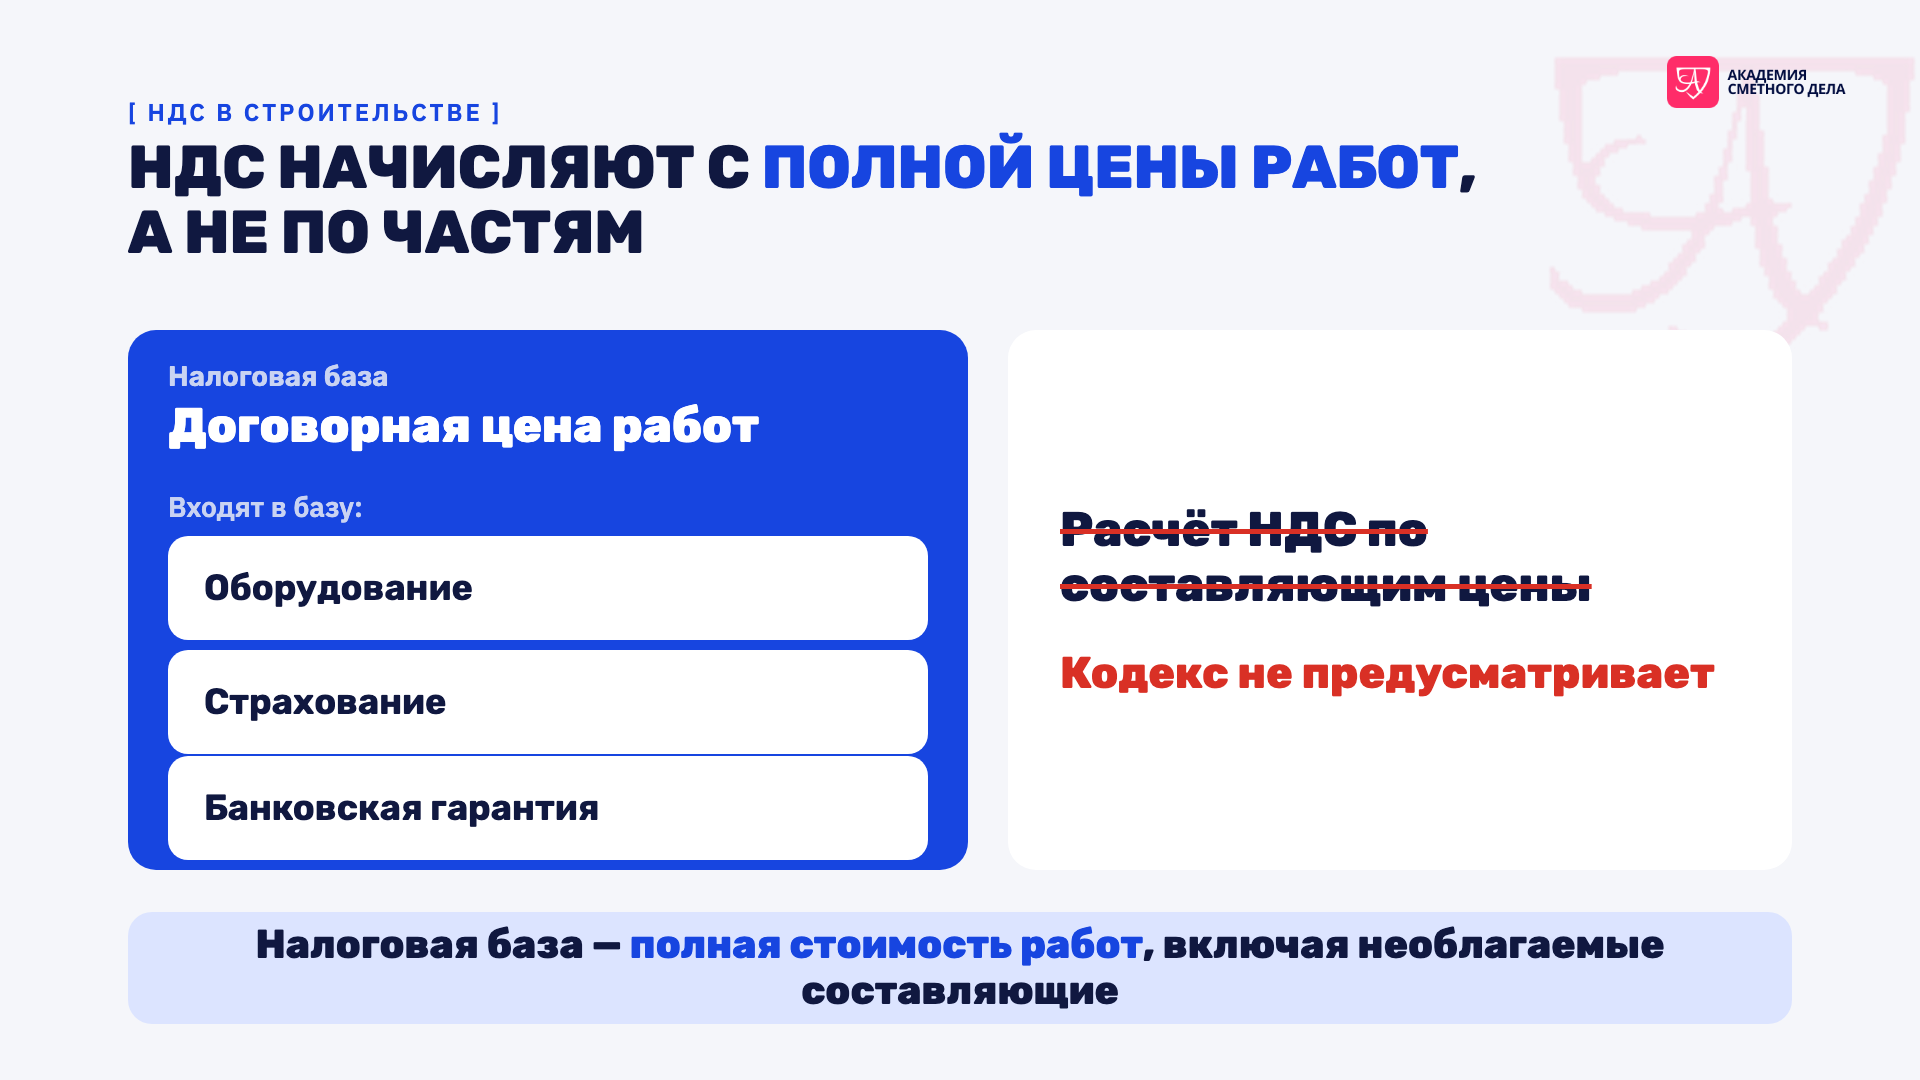 АКАДЕМИЯ
СМЕТНОГО ДЕЛА
[ НДС В СТРОИТЕЛЬСТВЕ ]
НДС НАЧИСЛЯЮТ С ПОЛНОЙ ЦЕНЫ РАБОТ,
А НЕ ПО ЧАСТЯМ
Налоговая база
Договорная цена работ
Входят в базу:
Оборудование
Страхование
Банковская гарантия
Расчёт НДС по
составляющим цены
Кодекс не предусматривает
Налоговая база – полная стоимость работ, включая необлагаемые
составляющие